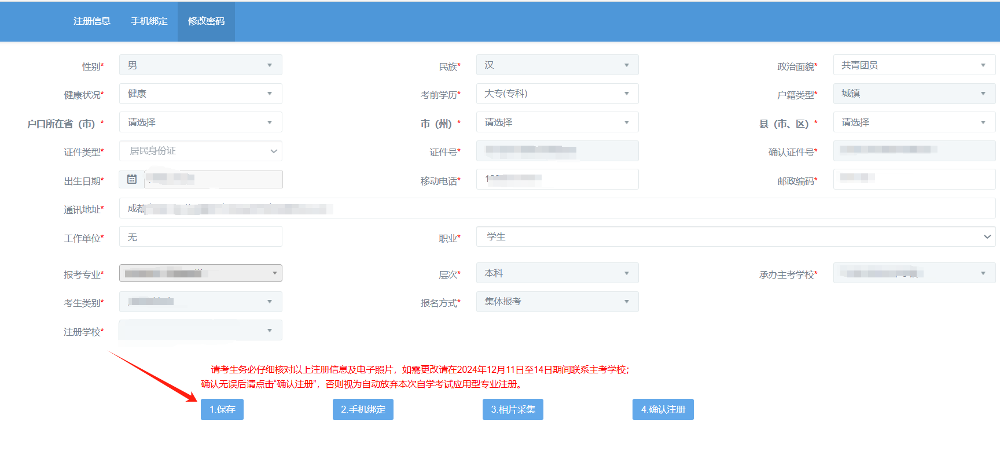 注册信息 手机绑定 修改密码
性别* 男 民族* 汉 政治面貌* 共青团员
健康状况* 健康 考前学历* 大专(专科) 户籍类型* 城镇
户口所在省（市）* 请选择 市（州）* 请选择 县（市、区）* 请选择
证件类型* 居民身份证 证件号* 确认证件号*
出生日期* 移动电话* 1 邮政编码*
通讯地址* 成都
工作单位* 无 职业* 学生
报考专业* 层次* 本科 承办主考学校*
考生类别* 报名方式* 集体报考
注册学校*
请考生务必仔细核对以上注册信息及电子照片，如需更改请在2024年12月11日至14日期间联系主考学校；
确认无误后请点击“确认注册”，否则视为自动放弃本次自学考试应用型专业注册。
1.保存 2.手机绑定 3.相片采集 4.确认注册